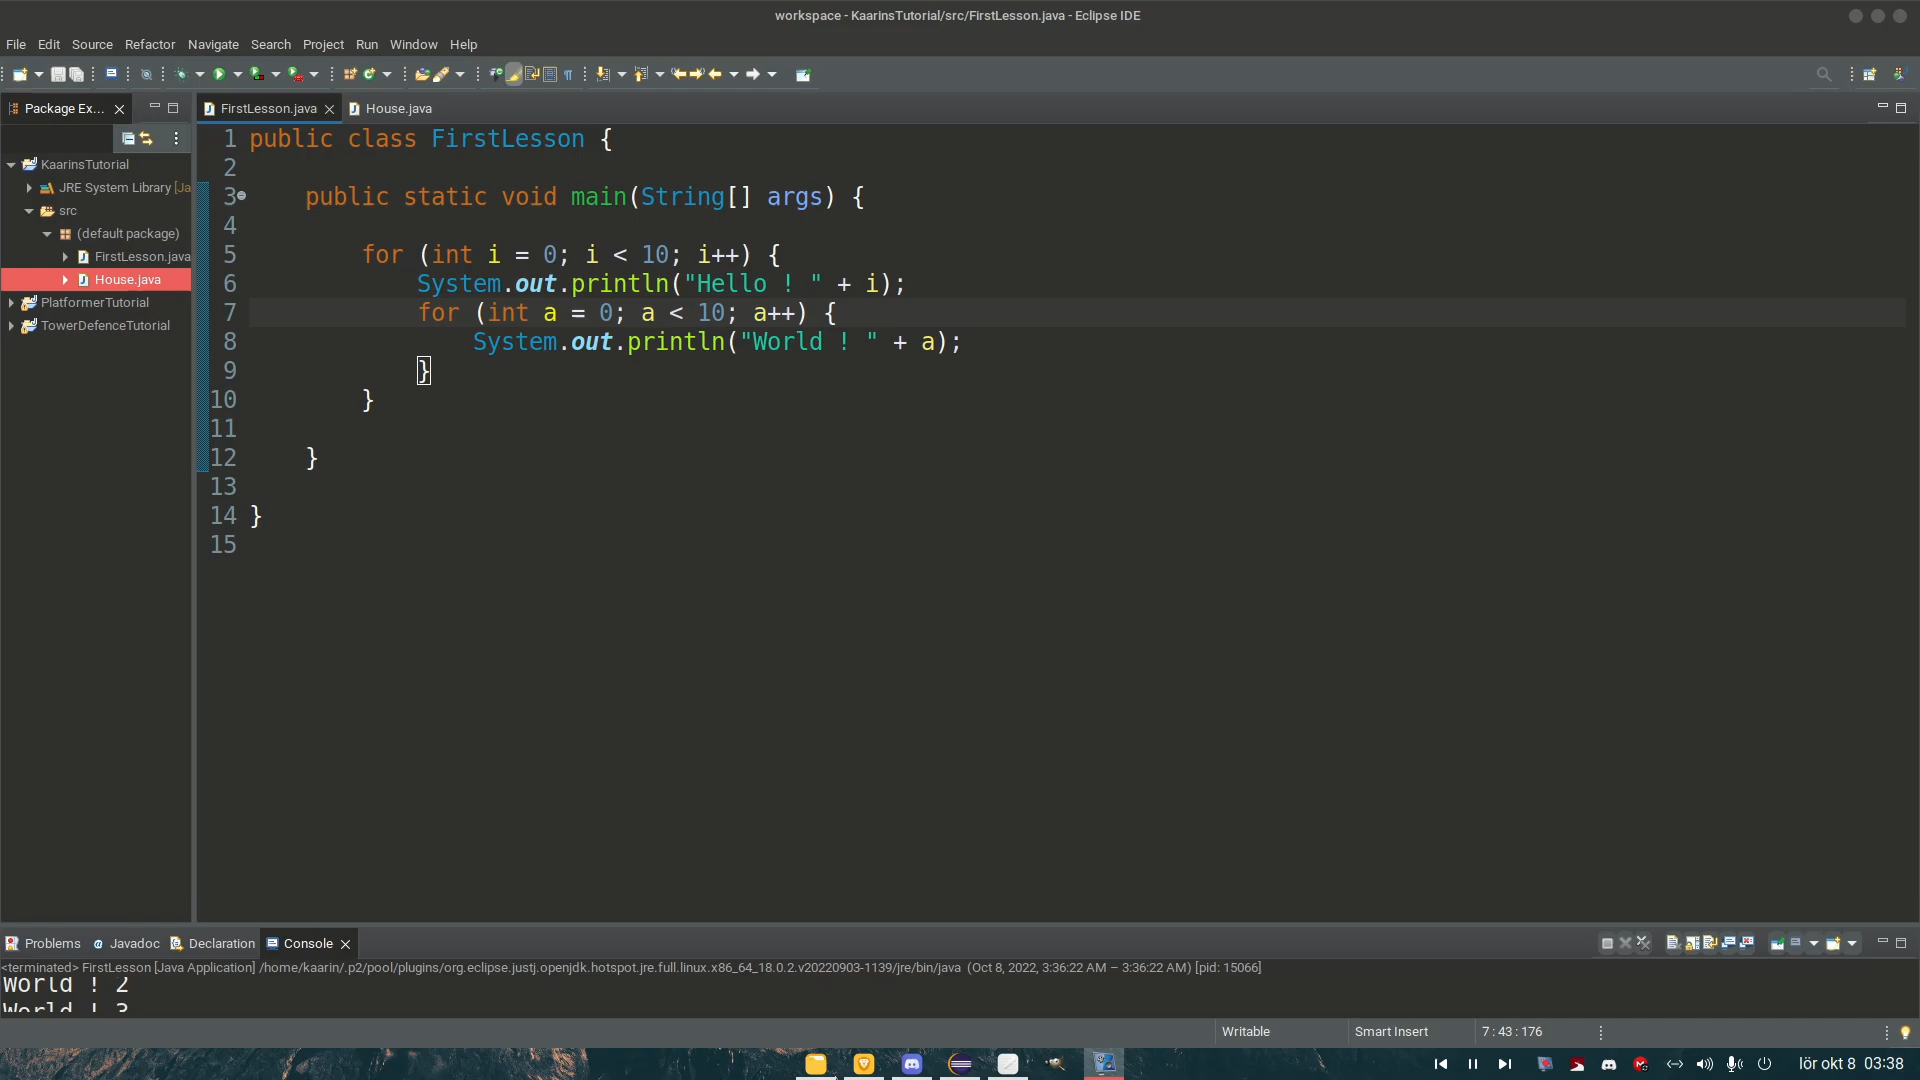 workspace - KaarinsTutorial/src/FirstLesson.java - Eclipse IDE
File Edit Source Refactor Navigate Search Project Run Window Help
Package Ex...
FirstLesson.java House.java
KaarinsTutorial
JRE System Library [Ja
src
(default package)
FirstLesson.java
House.java
PlatformerTutorial
TowerDefenceTutorial
1 public class FirstLesson {
2
3 public static void main(String[] args) {
4
5 for (int i = 0; i < 10; i++) {
6 System.out.println("Hello ! " + i);
7 for (int a = 0; a < 10; a++) {
8 System.out.println("World ! " + a);
9 }
10 }
11
12 }
13
14 }
15
Problems Javadoc Declaration Console
<terminated> FirstLesson [Java Application] /home/kaarin/.p2/pool/plugins/org.eclipse.justj.openjdk.hotspot.jre.full.linux.x86_64_18.0.2.v20220903-1139/jre/bin/java (Oct 8, 2022, 3:36:22 AM – 3:36:22 AM) [pid: 15066]
World ! 2
World ! 3
Writable Smart Insert 7 : 43 : 176
lör okt 8 03:38